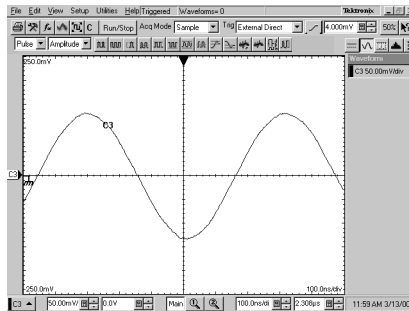 File Edit View Setup Utilities Help Triggered Waveforms= 0 Tektronix
C Run/Stop Acq Mode Sample Trig External Direct 4.000mV 50%
Pulse Amplitude
Waveform
C3 50.00mV/div
250.0mV
C3
C3
-250.0mV
100.0ns/div
C3 50.00mV/ 0.0V Main 100.0ns/di 2.308µs 11:59 AM 3/13/00